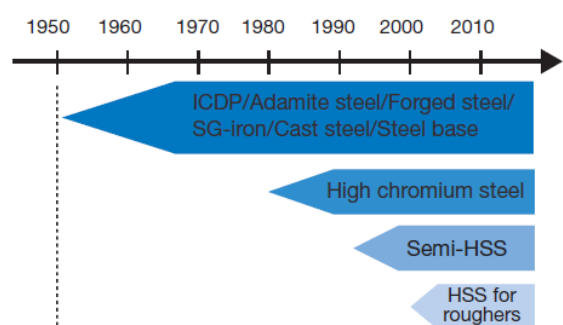 1950 1960 1970 1980 1990 2000 2010
ICDP/Adamite steel/Forged steel/
SG-iron/Cast steel/Steel base
High chromium steel
Semi-HSS
HSS for
roughers